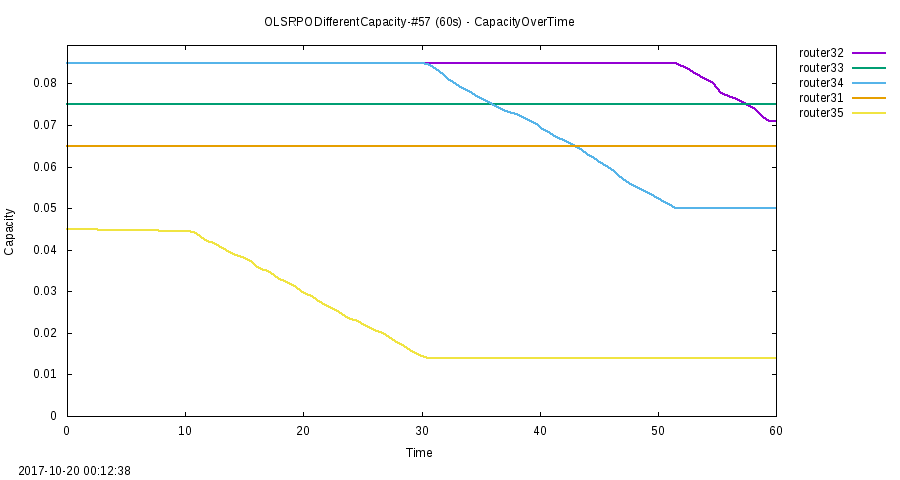 OLSRPODifferentCapacity-#57 (60s) - CapacityOverTime
router32
router33
router34
router31
router35
0.08
0.07
0.06
0.05
0.04
0.03
0.02
0.01
0
Capacity
0 10 20 30 40 50 60
Time
2017-10-20 00:12:38